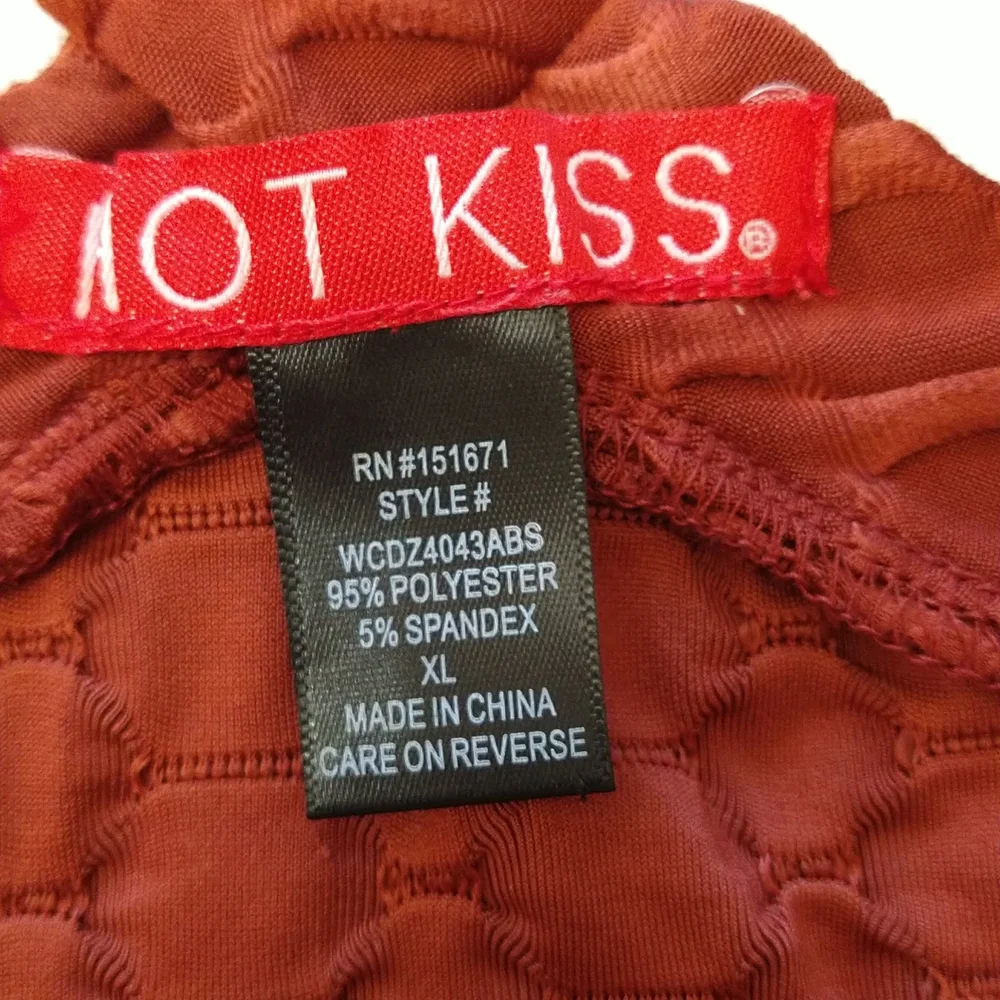 HOT KISS®
RN #151671
STYLE #
WCDZ4043ABS
95% POLYESTER
5% SPANDEX
XL
MADE IN CHINA
CARE ON REVERSE